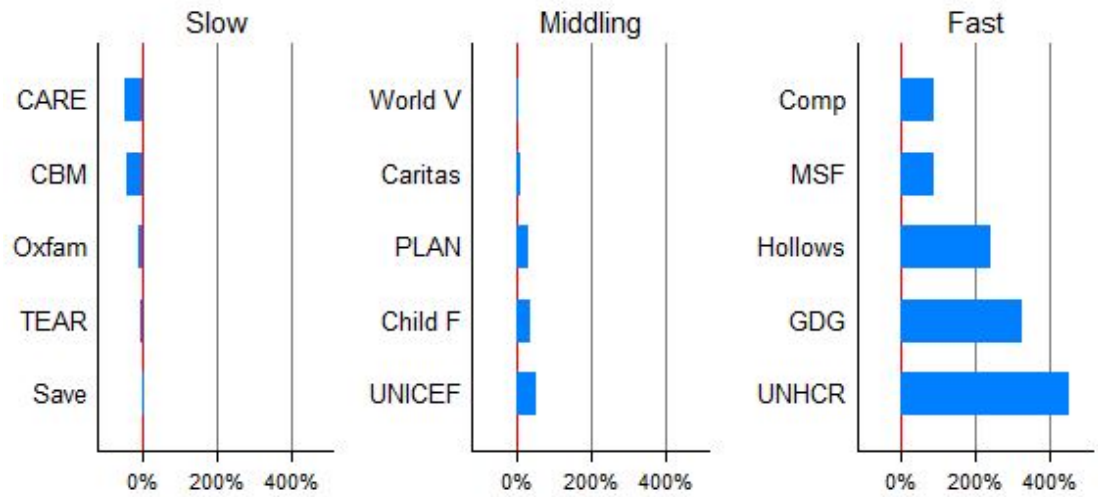 Slow
CARE
CBM
Oxfam
TEAR
Save
0% 200% 400%
Middling
World V
Caritas
PLAN
Child F
UNICEF
0% 200% 400%
Fast
Comp
MSF
Hollows
GDG
UNHCR
0% 200% 400%